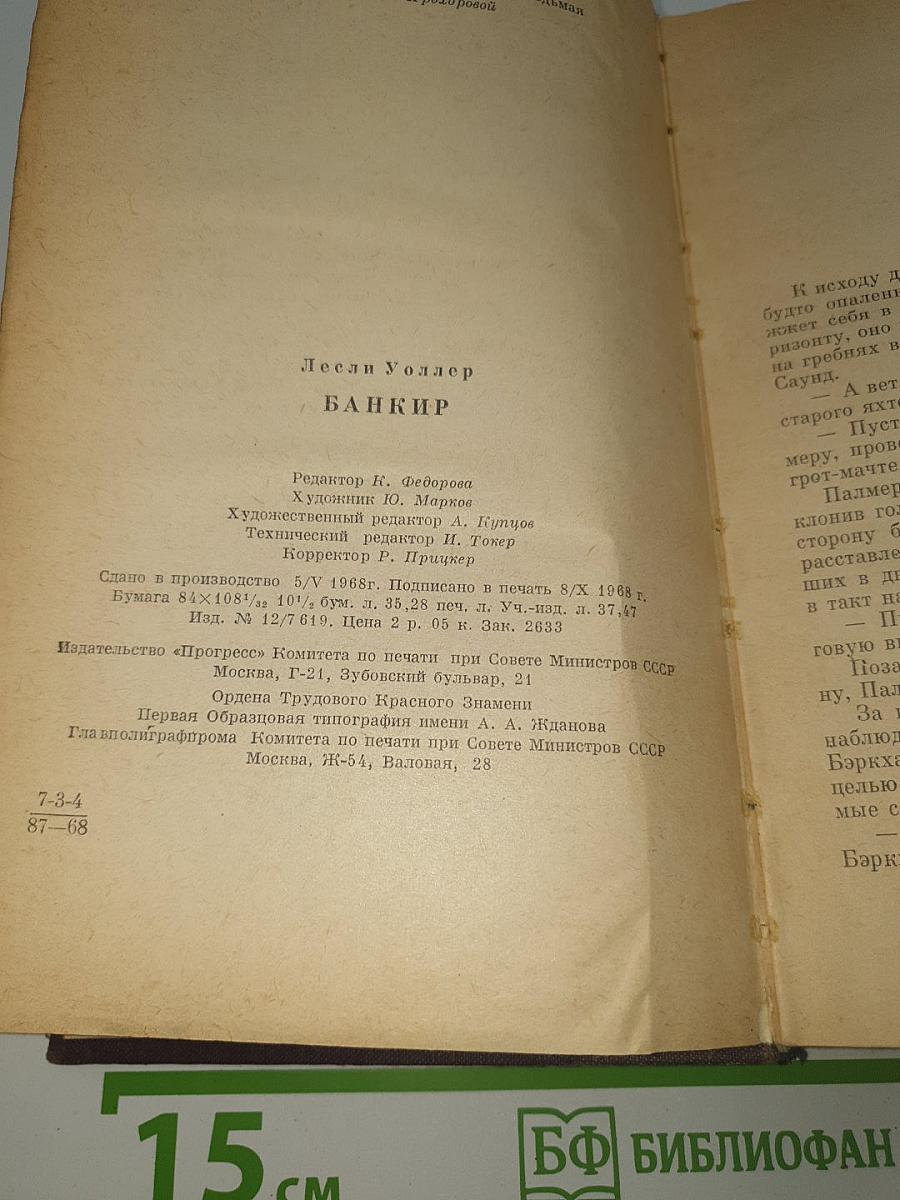 Лесли Уоллер
БАНКИР
Редактор К. Федорова
Художник Ю. Марков
Художественный редактор А. Купцов
Технический редактор И. Токер
Корректор Р. Прицкер
Сдано в производство 5/V 1968г. Подписано в печать 8/X 1968 г.
Бумага 84×108¹/₃₂ 10¹/₂ бум. л. 35,28 печ. л. Уч.-изд. л. 37,47
Изд. № 12/7619. Цена 2 р. 05 к. Зак. 2633
Издательство «Прогресс» Комитета по печати при Совете Министров СССР
Москва, Г-21, Зубовский бульвар, 21
Ордена Трудового Красного Знамени
Первая Образцовая типография имени А. А. Жданова
Главполиграфпрома Комитета по печати при Совете Министров СССР
Москва, Ж-54, Валовая, 28
7-3-4
87—68
К исходу д
будто опален
жжет себя в
ризонту, оно
на гребнях в
Саунд.
— А вет
старого яхт
— Пуст
меру, пров
грот-мачте
Палмер
клонив гол
сторону б
расставле
ших в дн
в такт на
— П
говую в
Поза
ну, Пал
За
наблюд
Бэркха
целью
мые с
—
Бэрк
15 см
БФ БИБЛИОФАН